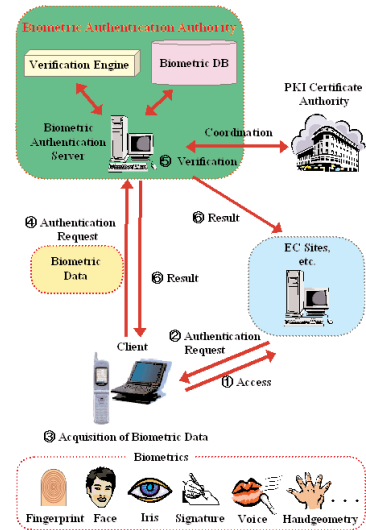 Biometric Authentication Authority
Verification Engine
Biometric DB
PKI Certificate
Authority
Biometric
Authentication
Server
Coordination
⑤ Verification
④ Authentication
Request
⑥ Result
Biometric
Data
⑥ Result
EC Sites,
etc.
② Authentication
Request
Client
① Access
③ Acquisition of Biometric Data
Biometrics
Fingerprint Face Iris Signature Voice Handgeometry
· · · ·